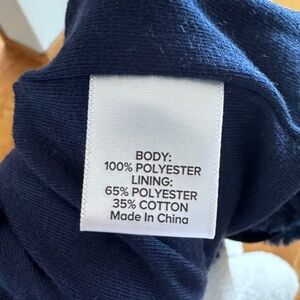 BODY:
100% POLYESTER
LINING:
65% POLYESTER
35% COTTON
Made In China